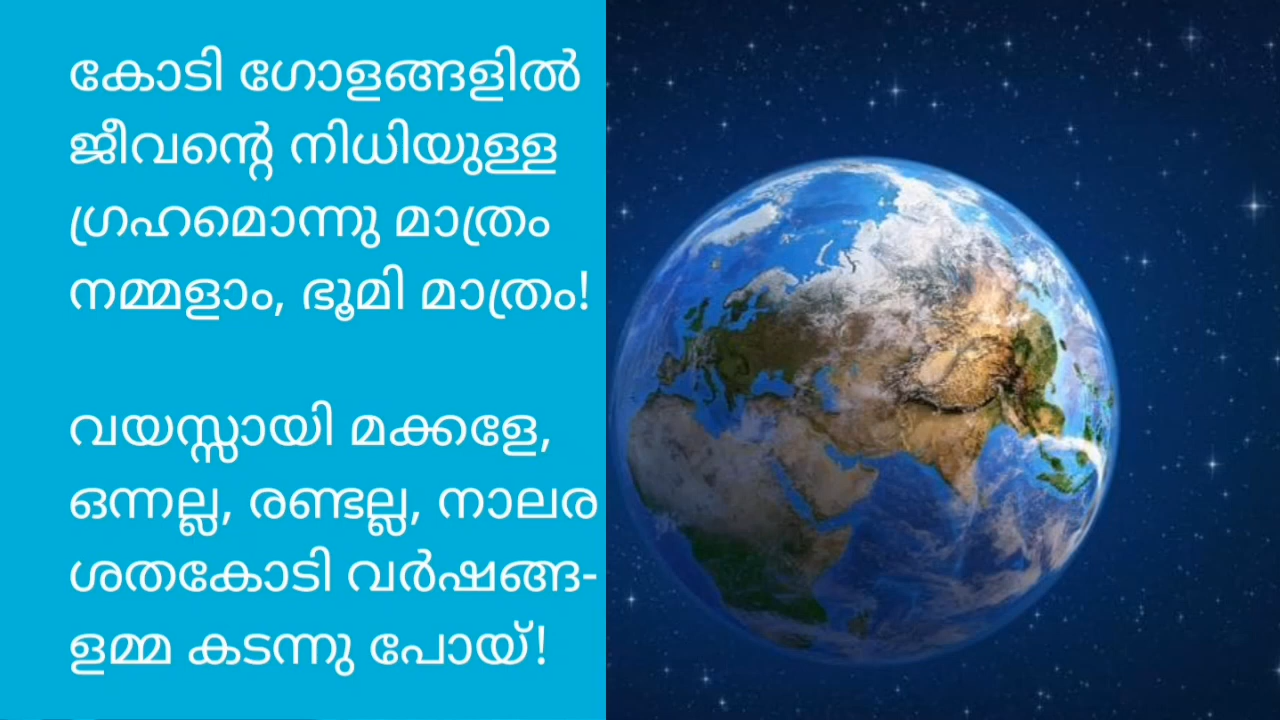 കോടി ഗോളങ്ങളിൽ
ജീവന്റെ നിധിയുള്ള
ഗ്രഹമൊന്നു മാത്രം
നമ്മളാം, ഭൂമി മാത്രം!
വയസ്സായി മക്കളേ,
ഒന്നല്ല, രണ്ടല്ല, നാലര
ശതകോടി വർഷങ്ങ-
ളമ്മ കടന്നു പോയ്!